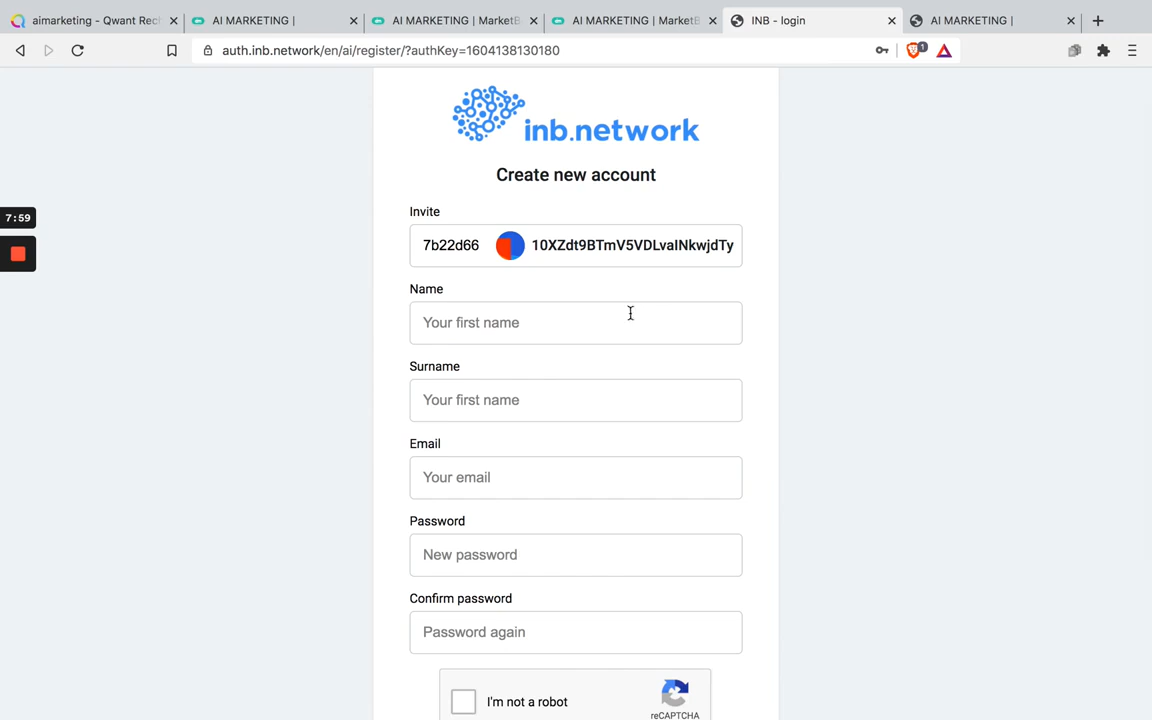 aimarketing - Qwant Rec
AI MARKETING |
AI MARKETING | MarketB
AI MARKETING | MarketB
INB - login
AI MARKETING |
auth.inb.network/en/ai/register/?authKey=1604138130180
1
inb.network
Create new account
7:59
Invite
7b22d66 10XZdt9BTmV5VDLvaINkwjdTy
Name
Your first name
Surname
Your first name
Email
Your email
Password
New password
Confirm password
Password again
I'm not a robot
reCAPTCHA